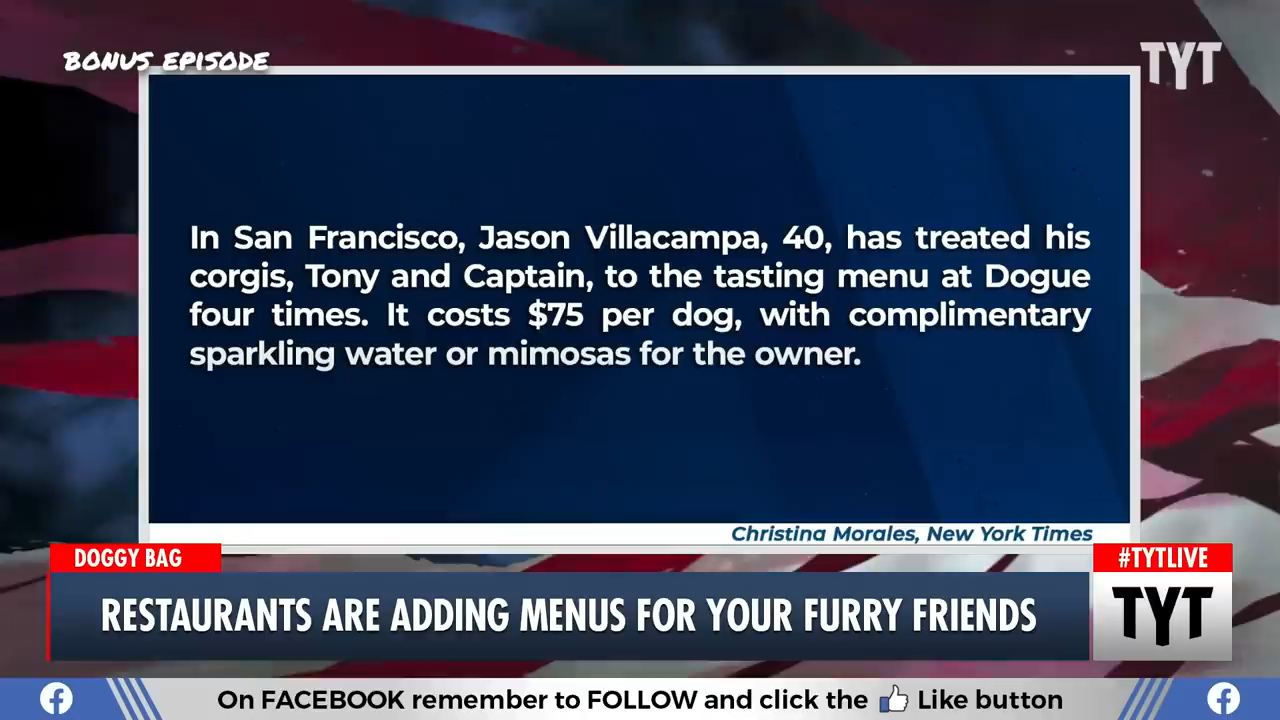 BONUS EPISODE
TYT
In San Francisco, Jason Villacampa, 40, has treated his
corgis, Tony and Captain, to the tasting menu at Dogue
four times. It costs $75 per dog, with complimentary
sparkling water or mimosas for the owner.
Christina Morales, New York Times
DOGGY BAG
#TYTLIVE
RESTAURANTS ARE ADDING MENUS FOR YOUR FURRY FRIENDS
TYT
On FACEBOOK remember to FOLLOW and click the Like button